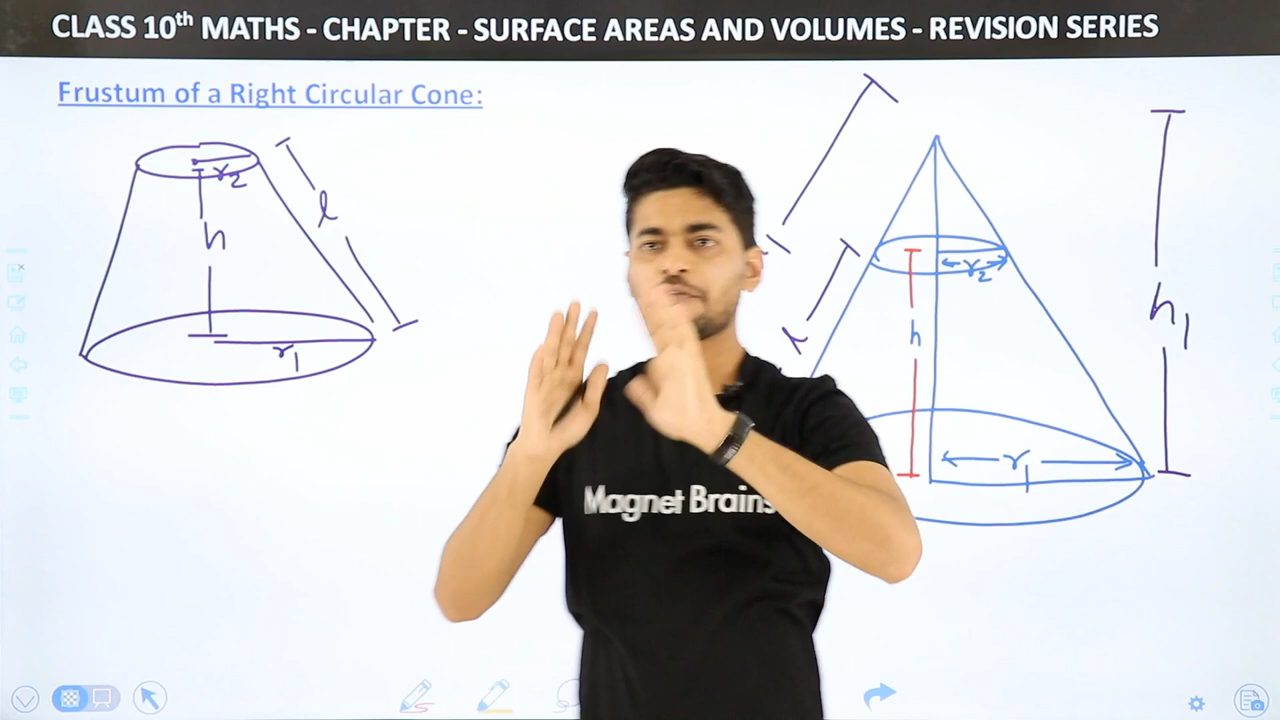 CLASS 10th MATHS - CHAPTER - SURFACE AREAS AND VOLUMES - REVISION SERIES
Frustum of a Right Circular Cone:
r2
h
l
r1
r2
h
l
h1
r1
Magnet Brains